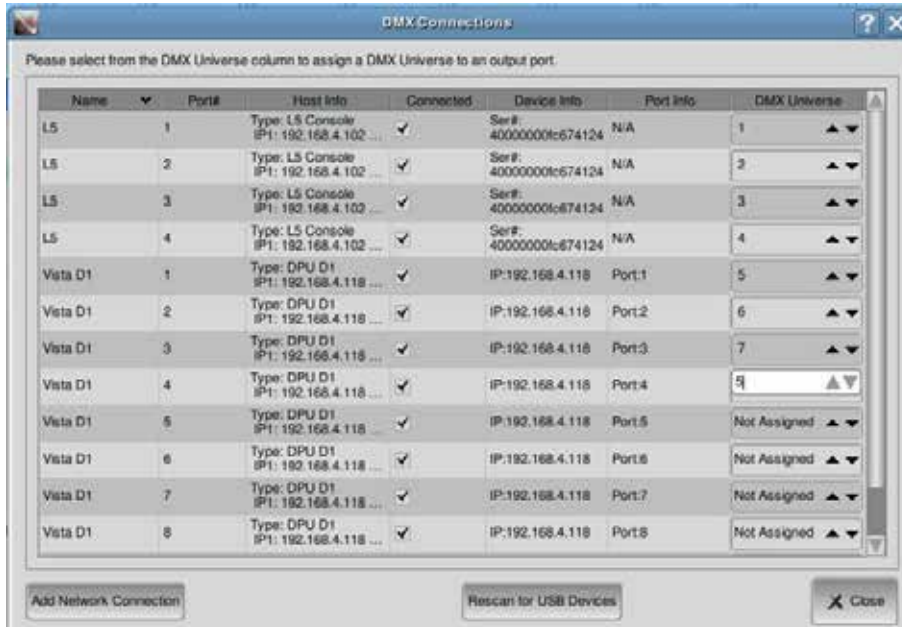 DMX Connections
Please select from the DMX Universe column to assign a DMX Universe to an output port.
Name Port# Host Info Connected Device Info Port Info DMX Universe
L5 1 Type: L5 Console IP1: 192.168.4.102 ... Ser#: 40000000fc674124 N/A 1
L5 2 Type: L5 Console IP1: 192.168.4.102 ... Ser#: 40000000fc674124 N/A 2
L5 3 Type: L5 Console IP1: 192.168.4.102 ... Ser#: 40000000fc674124 N/A 3
L5 4 Type: L5 Console IP1: 192.168.4.102 ... Ser#: 40000000fc674124 N/A 4
Vista D1 1 Type: DPU D1 IP1: 192.168.4.118 ... IP:192.168.4.118 Port:1 5
Vista D1 2 Type: DPU D1 IP1: 192.168.4.118 ... IP:192.168.4.118 Port:2 6
Vista D1 3 Type: DPU D1 IP1: 192.168.4.118 ... IP:192.168.4.118 Port:3 7
Vista D1 4 Type: DPU D1 IP1: 192.168.4.118 ... IP:192.168.4.118 Port:4 5
Vista D1 5 Type: DPU D1 IP1: 192.168.4.118 ... IP:192.168.4.118 Port:5 Not Assigned
Vista D1 6 Type: DPU D1 IP1: 192.168.4.118 ... IP:192.168.4.118 Port:6 Not Assigned
Vista D1 7 Type: DPU D1 IP1: 192.168.4.118 ... IP:192.168.4.118 Port:7 Not Assigned
Vista D1 8 Type: DPU D1 IP1: 192.168.4.118 ... IP:192.168.4.118 Port:8 Not Assigned
Add Network Connection Rescan for USB Devices Close